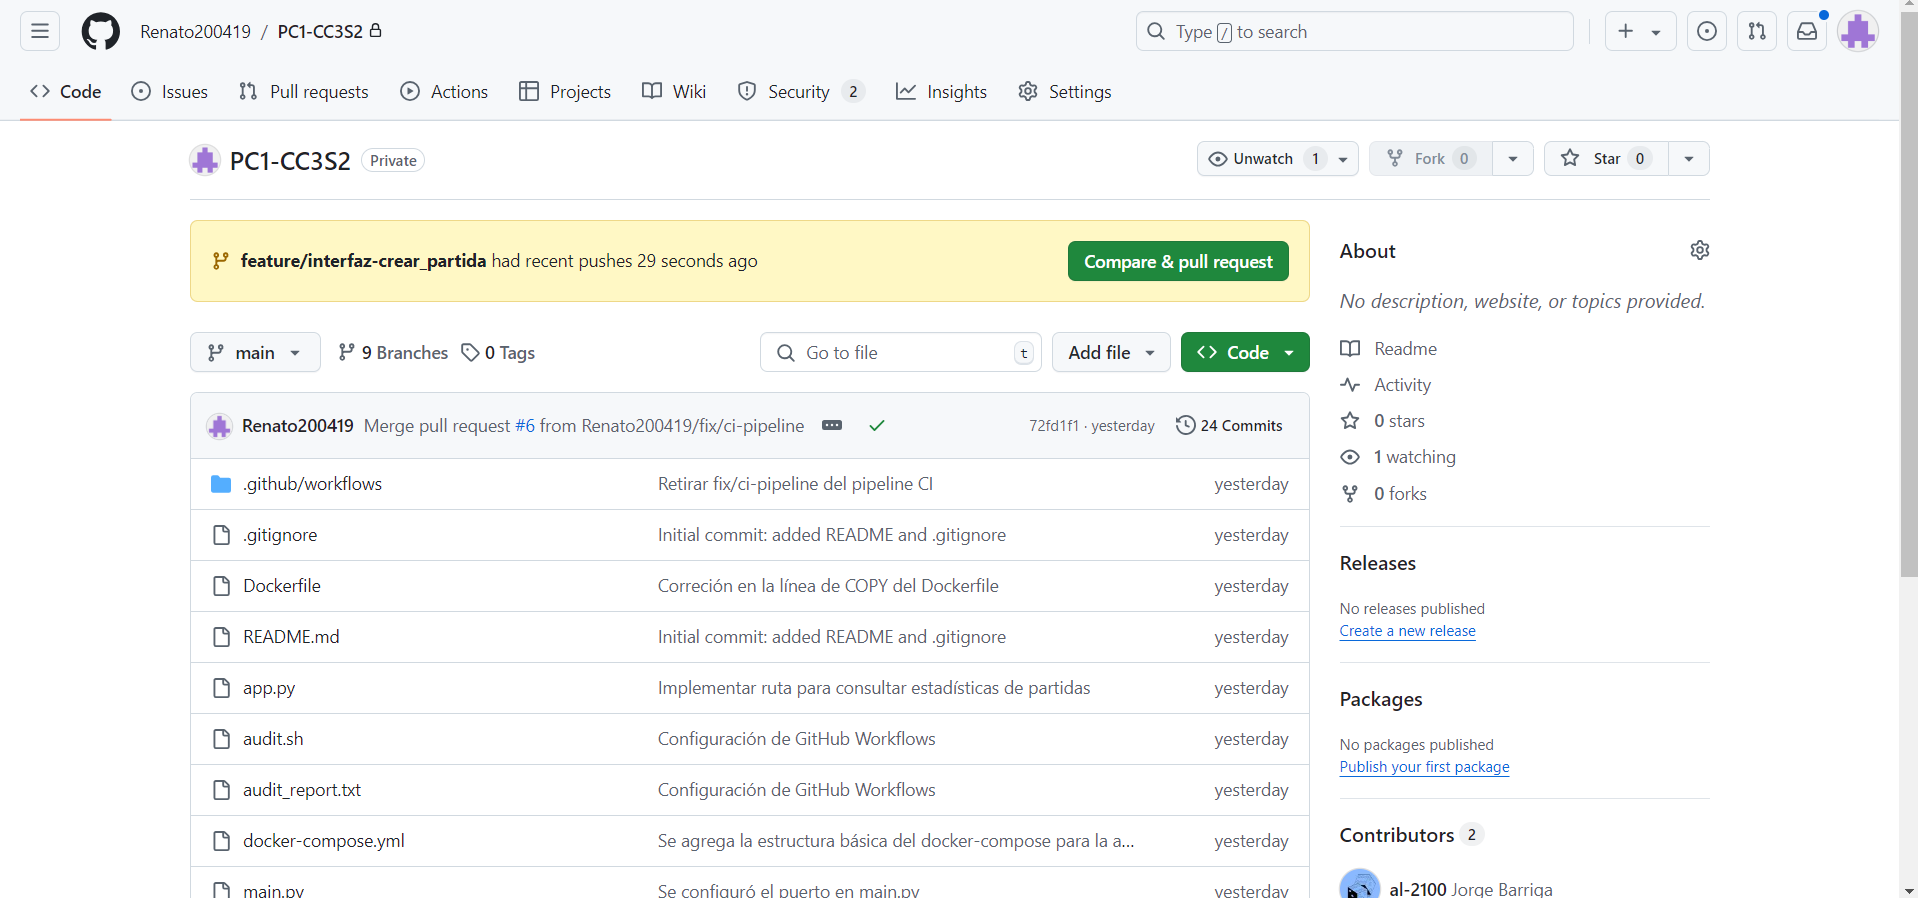 Renato200419 / PC1-CC3S2
Type / to search
Code Issues Pull requests Actions Projects Wiki Security 2 Insights Settings
PC1-CC3S2 Private
Unwatch 1 Fork 0 Star 0
feature/interfaz-crear_partida had recent pushes 29 seconds ago
Compare & pull request
main 9 Branches 0 Tags
Go to file t
Add file
Code
Renato200419 Merge pull request #6 from Renato200419/fix/ci-pipeline 72fd1f1 · yesterday 24 Commits
.github/workflows Retirar fix/ci-pipeline del pipeline CI yesterday
.gitignore Initial commit: added README and .gitignore yesterday
Dockerfile Correción en la línea de COPY del Dockerfile yesterday
README.md Initial commit: added README and .gitignore yesterday
app.py Implementar ruta para consultar estadísticas de partidas yesterday
audit.sh Configuración de GitHub Workflows yesterday
audit_report.txt Configuración de GitHub Workflows yesterday
docker-compose.yml Se agrega la estructura básica del docker-compose para la a... yesterday
main.py Se configuró el puerto en main.py yesterday
About
No description, website, or topics provided.
Readme
Activity
0 stars
1 watching
0 forks
Releases
No releases published
Create a new release
Packages
No packages published
Publish your first package
Contributors 2
al-2100 Jorge Barriga